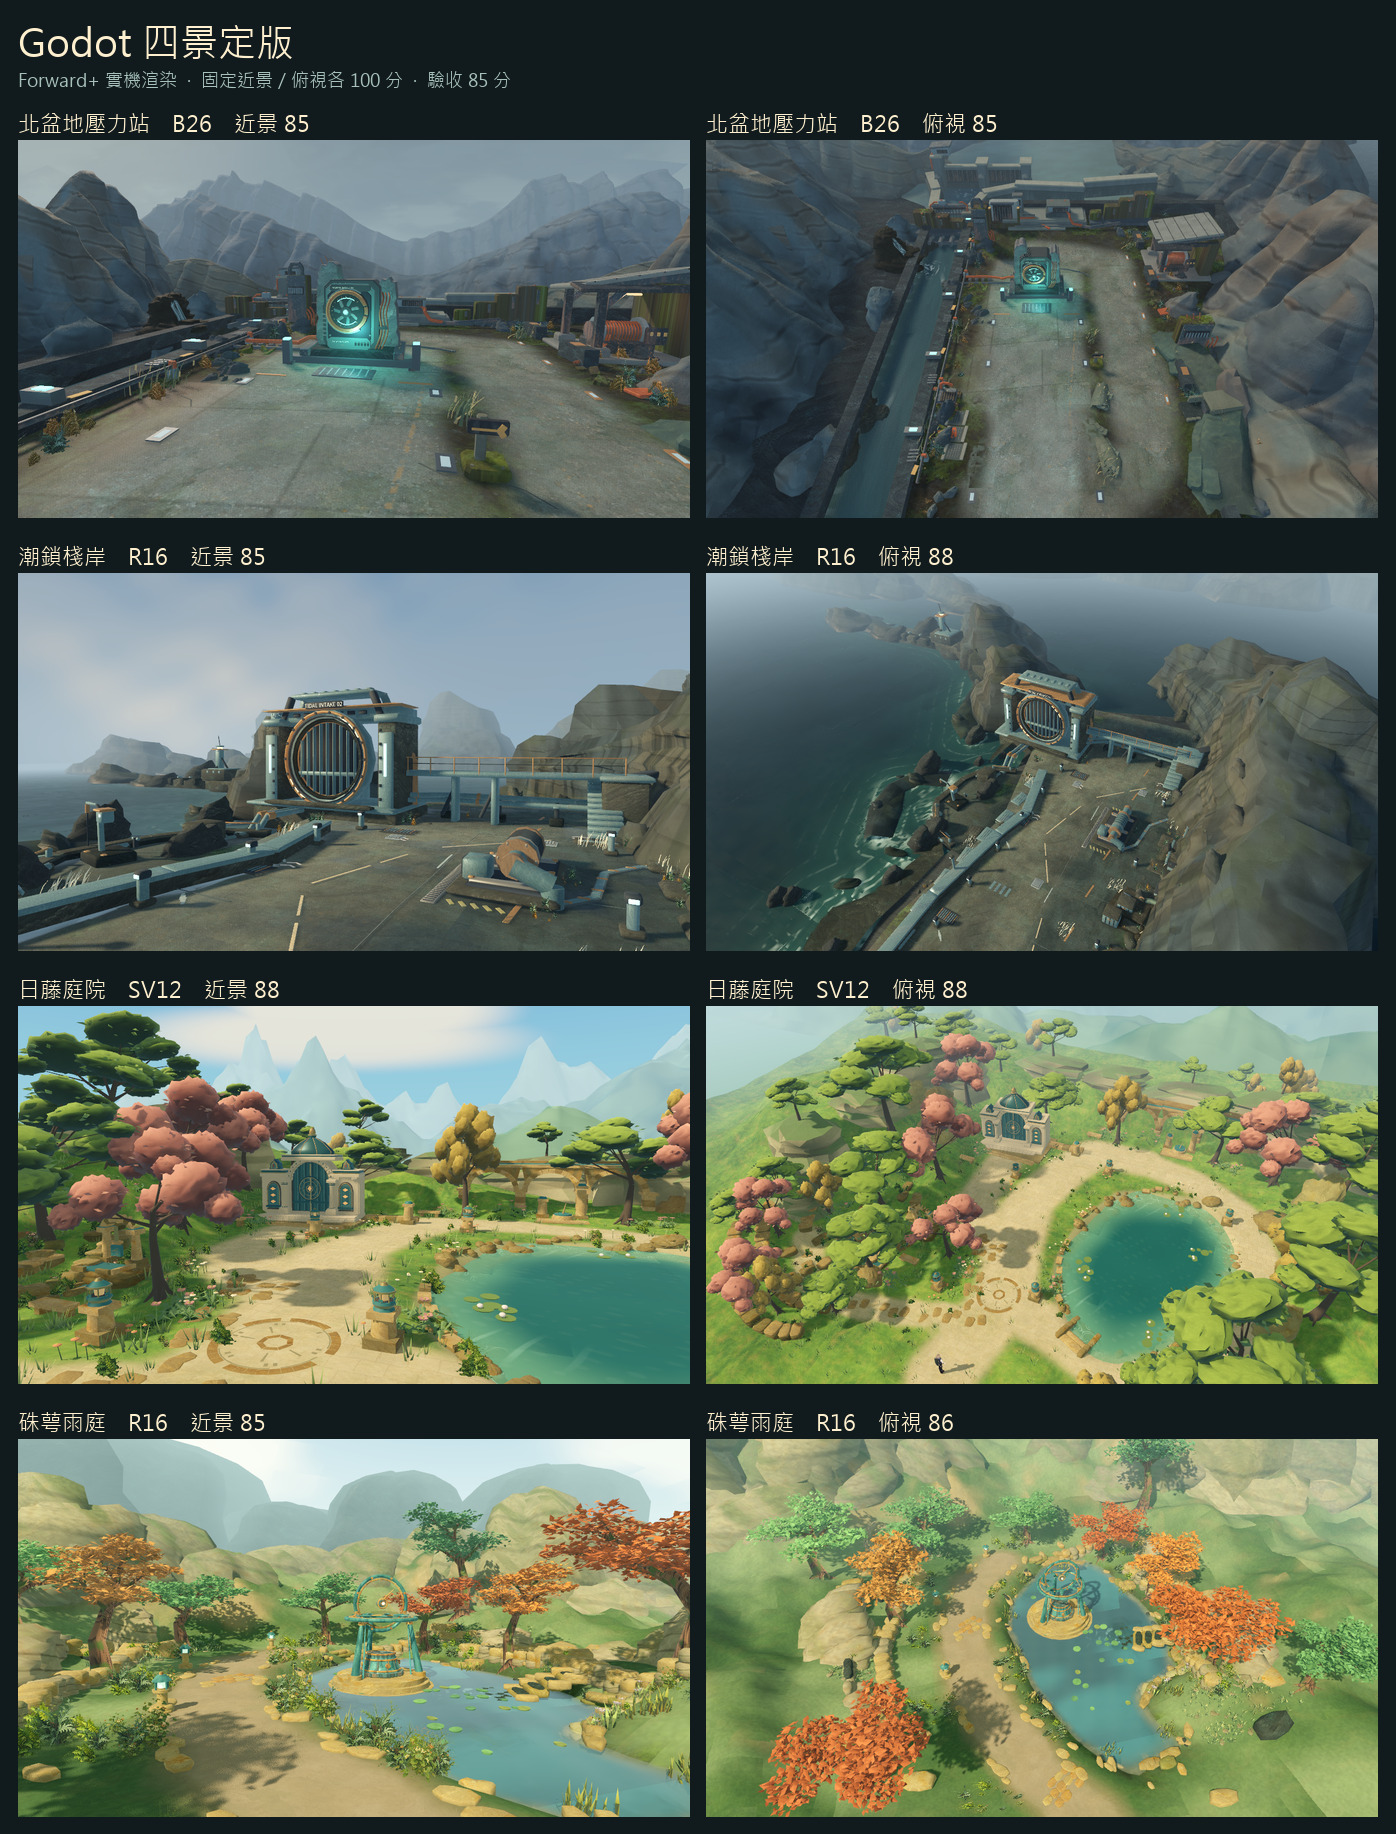 Godot 四景定版
Forward+ 實機渲染 · 固定近景 / 俯視各 100 分 · 驗收 85 分
北盆地壓力站 B26 近景 85
北盆地壓力站 B26 俯視 85
潮鎖棧岸 R16 近景 85
潮鎖棧岸 R16 俯視 88
TIDAL INTAKE 02
日藤庭院 SV12 近景 88
日藤庭院 SV12 俯視 88
硃萼雨庭 R16 近景 85
硃萼雨庭 R16 俯視 86